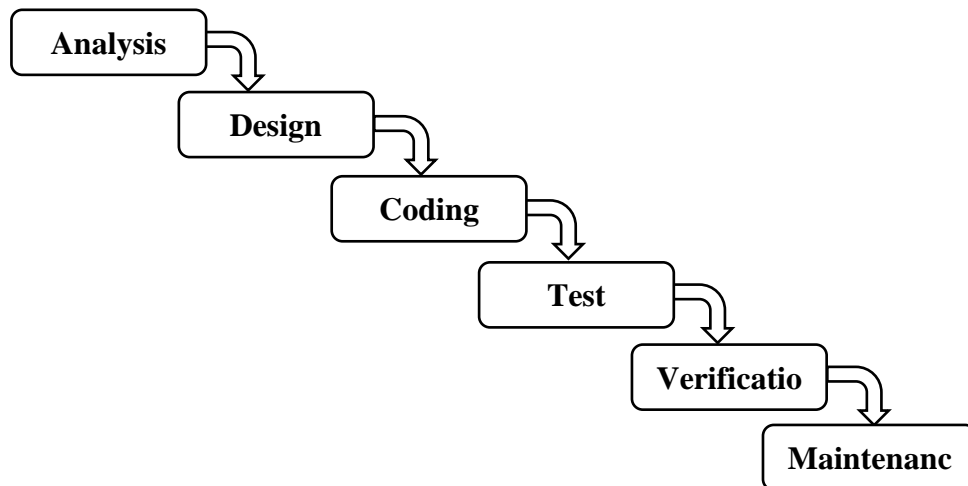 Analysis
Design
Coding
Test
Verificatio
Maintenanc